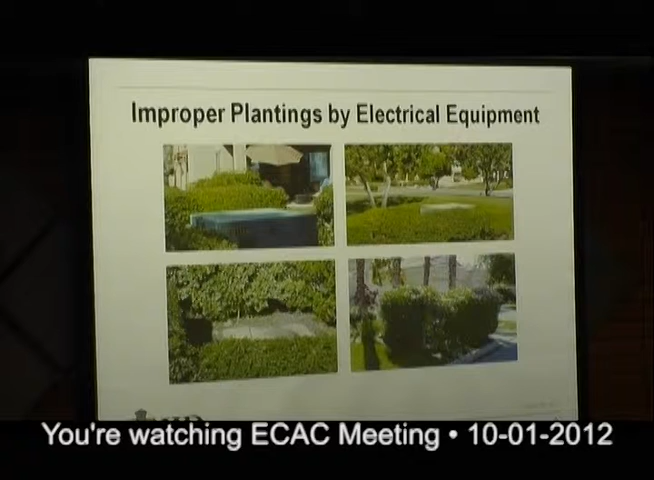 Improper Plantings by Electrical Equipment
You're watching ECAC Meeting • 10-01-2012